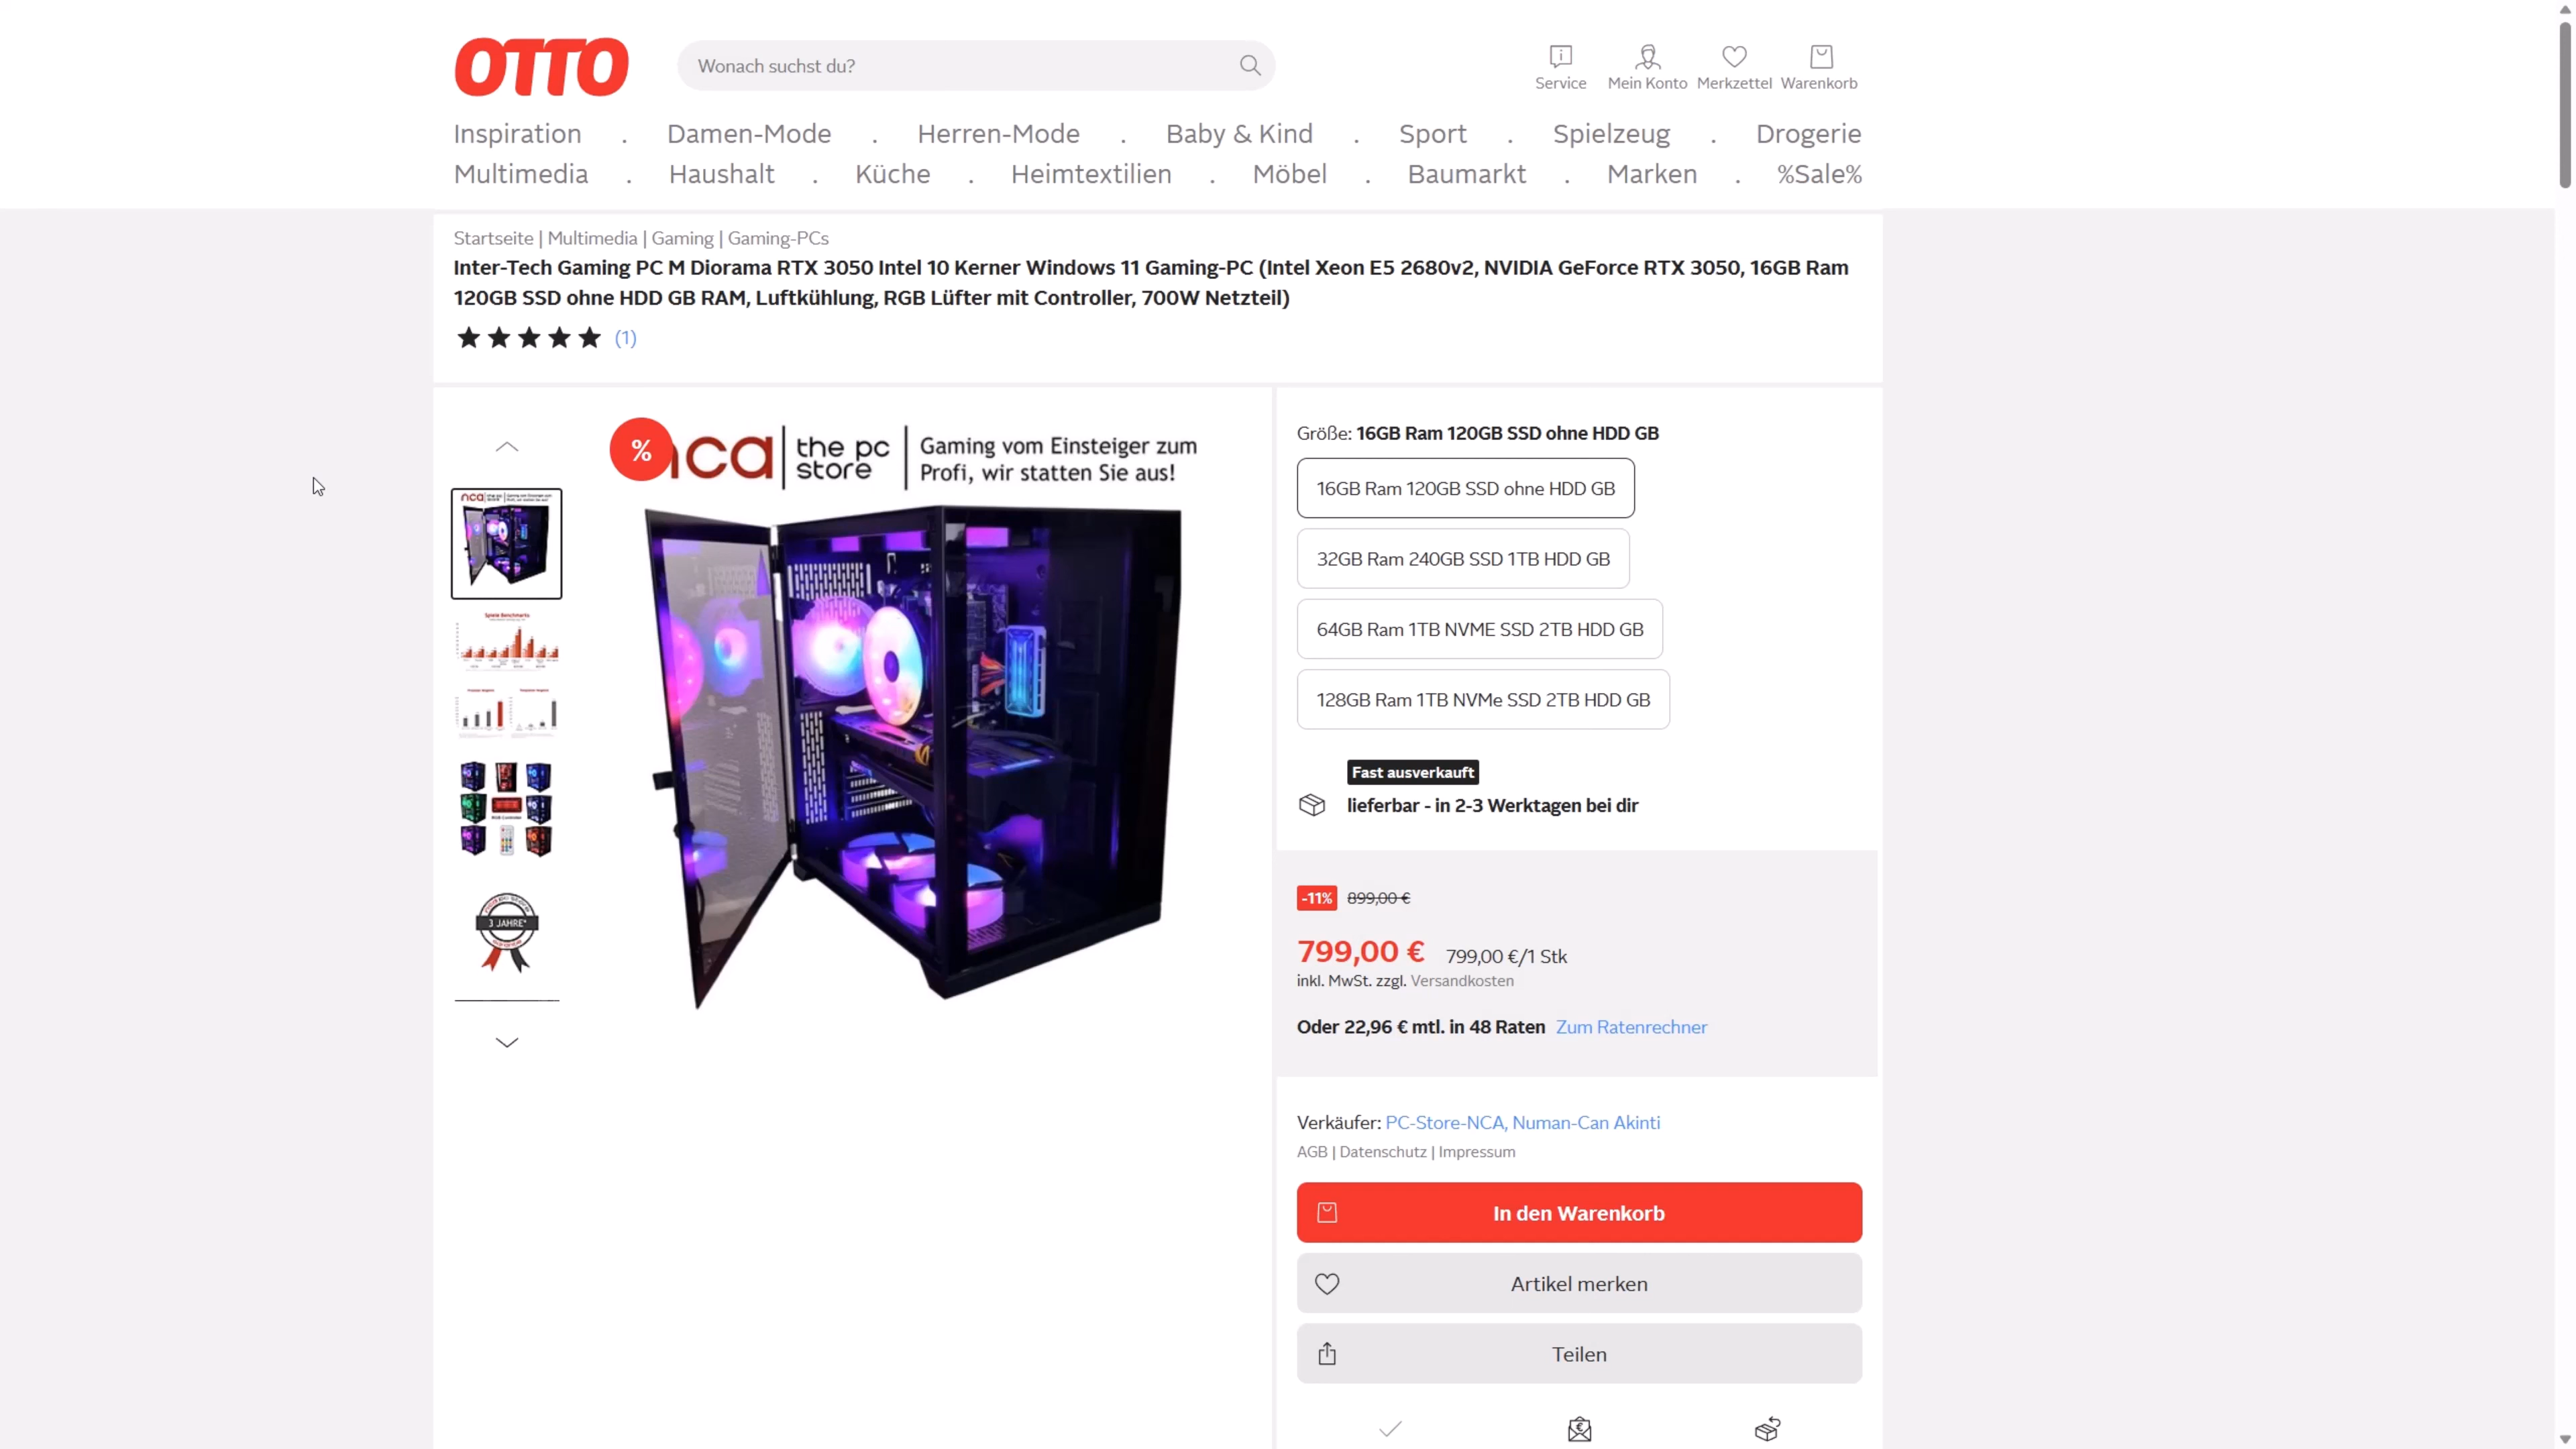 OTTO
Wonach suchst du?
Service
Mein Konto
Merkzettel
Warenkorb
Inspiration . Damen-Mode . Herren-Mode . Baby & Kind . Sport . Spielzeug . Drogerie
Multimedia . Haushalt . Küche . Heimtextilien . Möbel . Baumarkt . Marken . %Sale%
Startseite | Multimedia | Gaming | Gaming-PCs
Inter-Tech Gaming PC M Diorama RTX 3050 Intel 10 Kerner Windows 11 Gaming-PC (Intel Xeon E5 2680v2, NVIDIA GeForce RTX 3050, 16GB Ram
120GB SSD ohne HDD GB RAM, Luftkühlung, RGB Lüfter mit Controller, 700W Netzteil)
(1)
%
nca | the pc store | Gaming vom Einsteiger zum
Profi, wir statten Sie aus!
3 JAHRE*
Größe: 16GB Ram 120GB SSD ohne HDD GB
16GB Ram 120GB SSD ohne HDD GB
32GB Ram 240GB SSD 1TB HDD GB
64GB Ram 1TB NVME SSD 2TB HDD GB
128GB Ram 1TB NVMe SSD 2TB HDD GB
Fast ausverkauft
lieferbar - in 2-3 Werktagen bei dir
-11% 899,00 €
799,00 € 799,00 €/1 Stk
inkl. MwSt. zzgl. Versandkosten
Oder 22,96 € mtl. in 48 Raten Zum Ratenrechner
Verkäufer: PC-Store-NCA, Numan-Can Akinti
AGB | Datenschutz | Impressum
In den Warenkorb
Artikel merken
Teilen